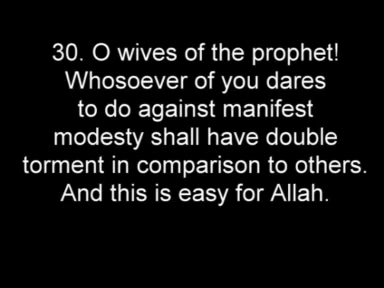 30. O wives of the prophet!
Whosoever of you dares
to do against manifest
modesty shall have double
torment in comparison to others.
And this is easy for Allah.